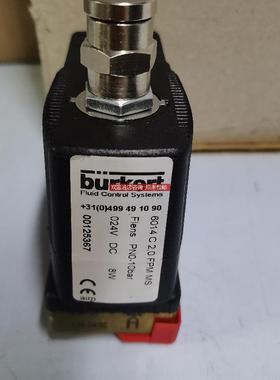 bürkert
Fluid Control Systems
+31(0)499 49 10 90
00125367
6014 C 2,0 FPM MS
Flens PN0-10bar
024V DC 8W
CE